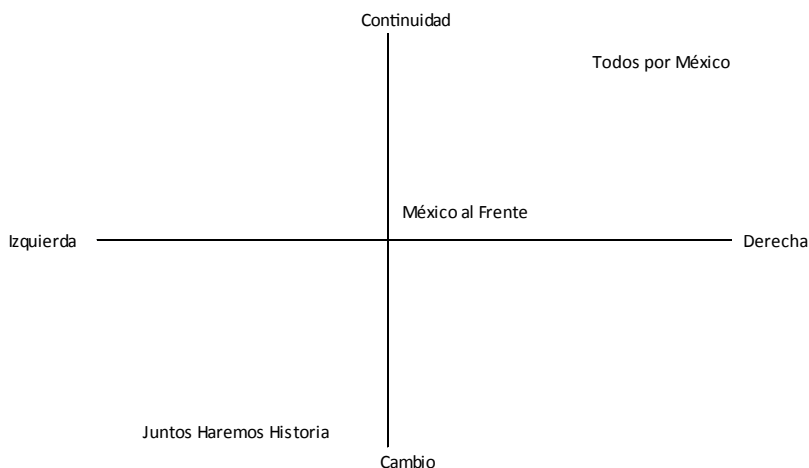 Continuidad
Todos por México
México al Frente
Izquierda
Derecha
Juntos Haremos Historia
Cambio